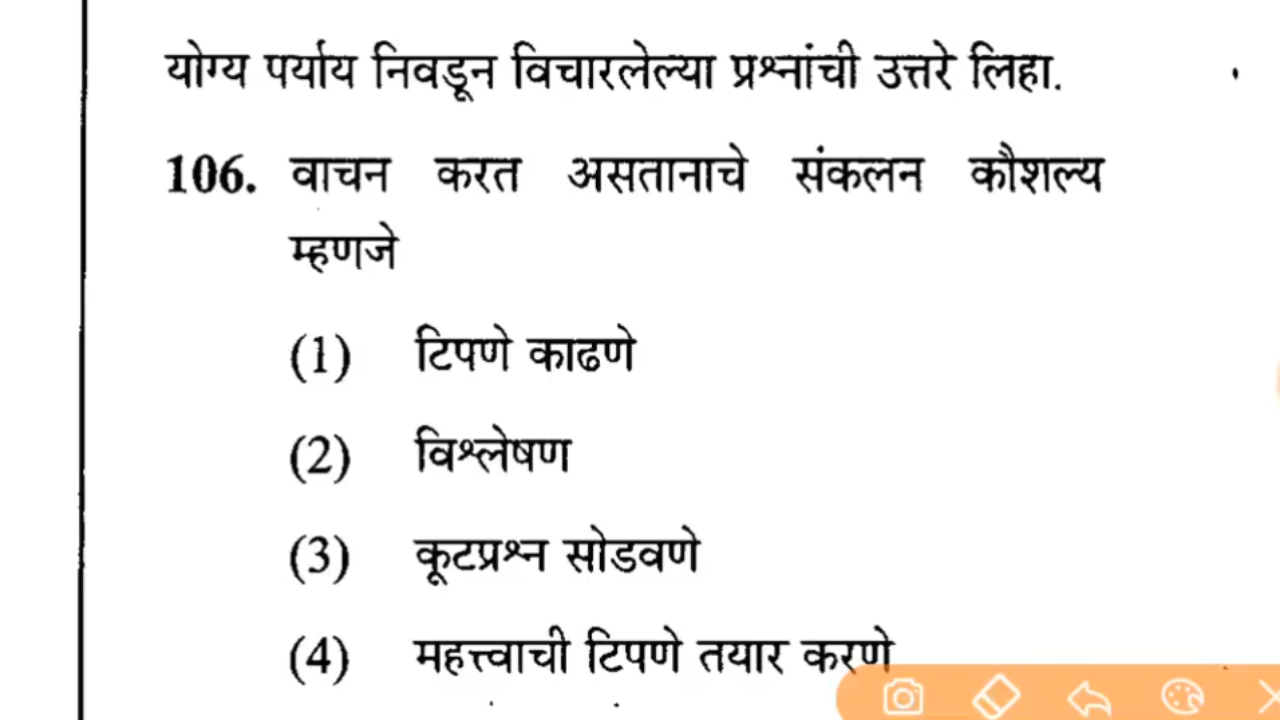 योग्य पर्याय निवडून विचारलेल्या प्रश्नांची उत्तरे लिहा.
106. वाचन करत असतानाचे संकलन कौशल्य
म्हणजे
(1) टिपणे काढणे
(2) विश्लेषण
(3) कूटप्रश्न सोडवणे
(4) महत्त्वाची टिपणे तयार करणे